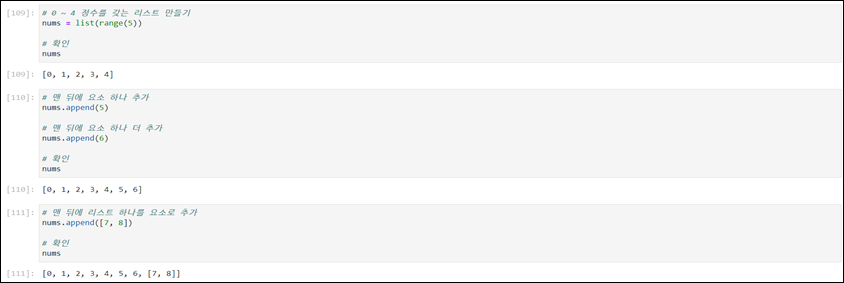 [109]: # 0 ~ 4 정수를 갖는 리스트 만들기
nums = list(range(5))
# 확인
nums
[109]: [0, 1, 2, 3, 4]
[110]: # 맨 뒤에 요소 하나 추가
nums.append(5)
# 맨 뒤에 요소 하나 더 추가
nums.append(6)
# 확인
nums
[110]: [0, 1, 2, 3, 4, 5, 6]
[111]: # 맨 뒤에 리스트 하나를 요소로 추가
nums.append([7, 8])
# 확인
nums
[111]: [0, 1, 2, 3, 4, 5, 6, [7, 8]]